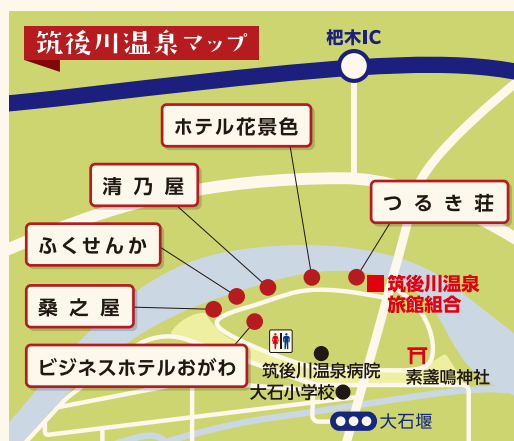 筑後川温泉マップ
杷木IC
ホテル花景色
清乃屋
つるき荘
ふくせんか
筑後川温泉
旅館組合
桑之屋
ビジネスホテルおがわ
筑後川温泉病院
素盞嗚神社
大石小学校
大石堰